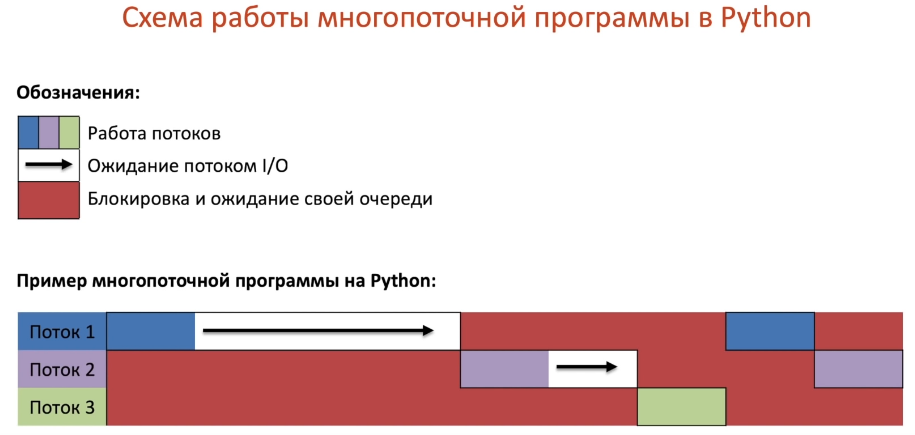 Схема работы многопоточной программы в Python
Обозначения:
Работа потоков
Ожидание потоком I/O
Блокировка и ожидание своей очереди
Пример многопоточной программы на Python:
Поток 1
Поток 2
Поток 3